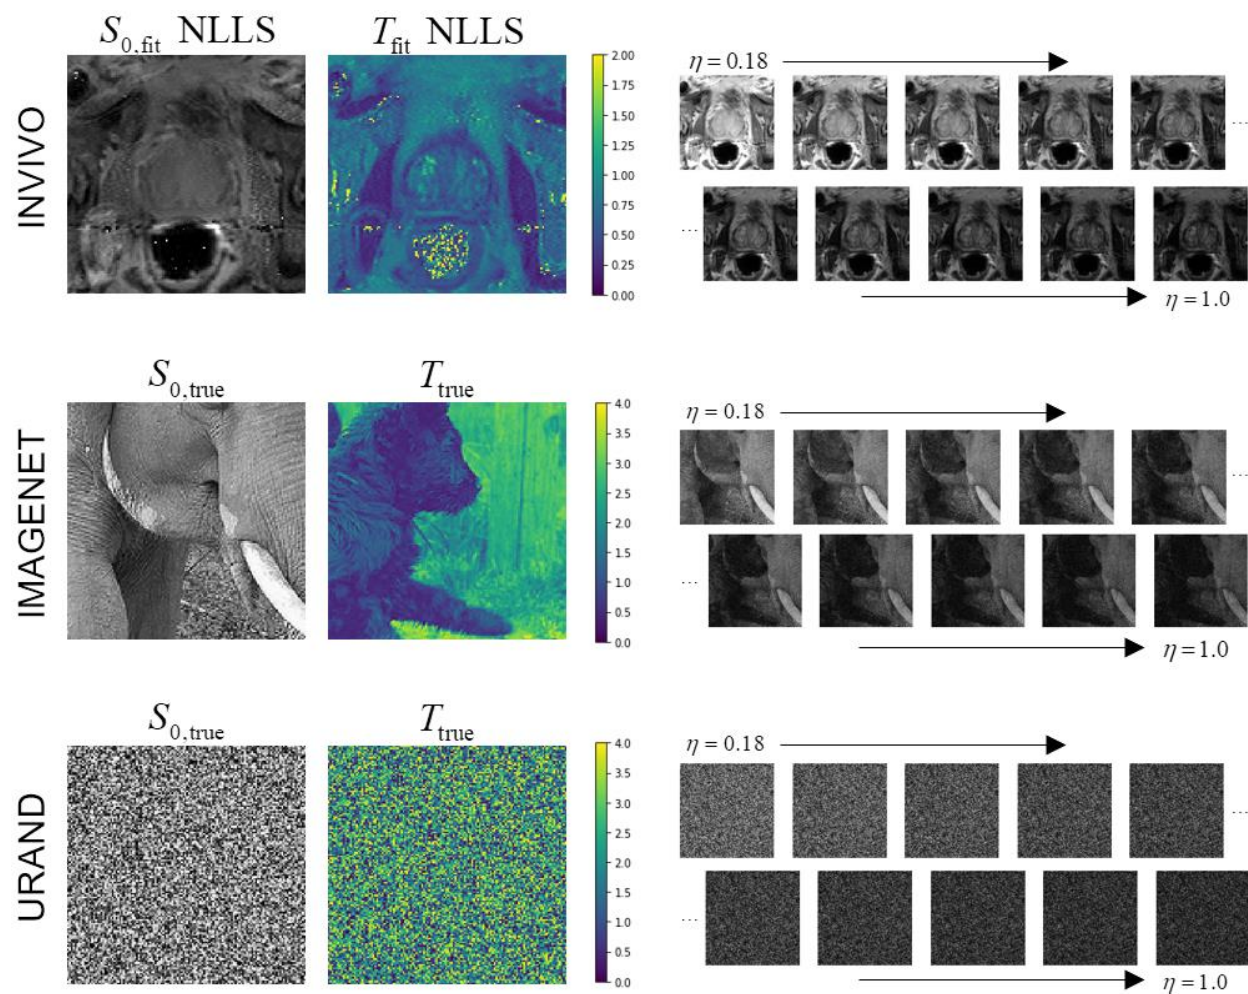 S0,fit NLLS
Tfit NLLS
INVIVO
2.00
1.75
1.50
1.25
1.00
0.75
0.50
0.25
0.00
η = 0.18
...
...
η = 1.0
S0,true
Ttrue
IMAGENET
4.0
3.5
3.0
2.5
2.0
1.5
1.0
0.5
0.0
η = 0.18
...
...
η = 1.0
S0,true
Ttrue
URAND
4.0
3.5
3.0
2.5
2.0
1.5
1.0
0.5
0.0
η = 0.18
...
...
η = 1.0